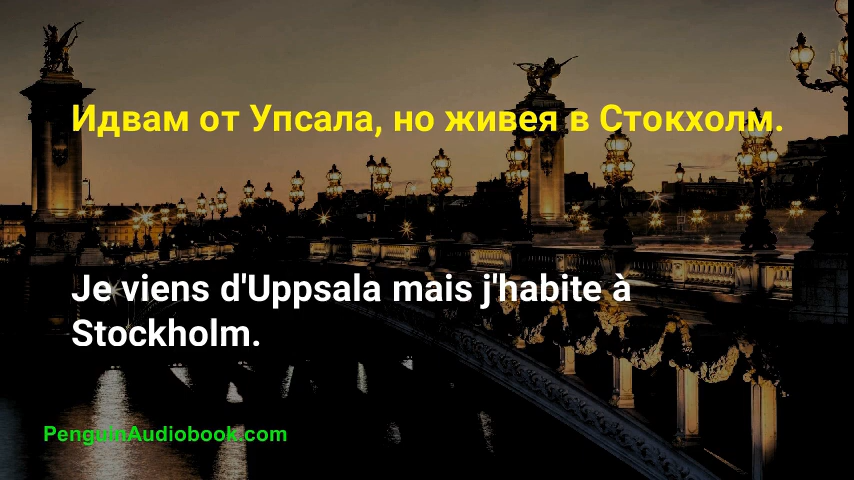 Идвам от Упсала, но живея в Стокхолм.
Je viens d'Uppsala mais j'habite à
Stockholm.
PenguinAudiobook.com